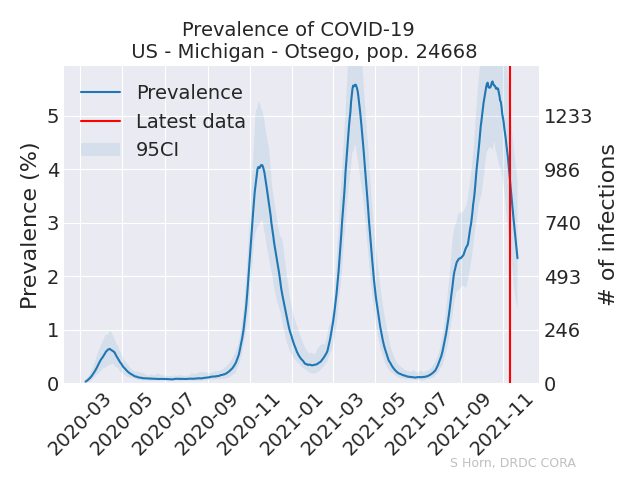 Prevalence of COVID-19
US - Michigan - Otsego, pop. 24668
Prevalence
Latest data
95CI
Prevalence (%)
5
4
3
2
1
0
# of infections
1233
986
740
493
246
0
2020-03
2020-05
2020-07
2020-09
2020-11
2021-01
2021-03
2021-05
2021-07
2021-09
2021-11
S Horn, DRDC CORA